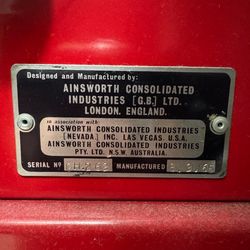 Designed and Manufactured by:
AINSWORTH CONSOLIDATED
INDUSTRIES [G.B.] LTD.
LONDON. ENGLAND.
in association with:
AINSWORTH CONSOLIDATED INDUSTRIES
[NEVADA] INC. LAS VEGAS. U.S.A.
AINSWORTH CONSOLIDATED INDUSTRIES
PTY. LTD. N.S.W. AUSTRALIA.
SERIAL Nº MANUFACTURED